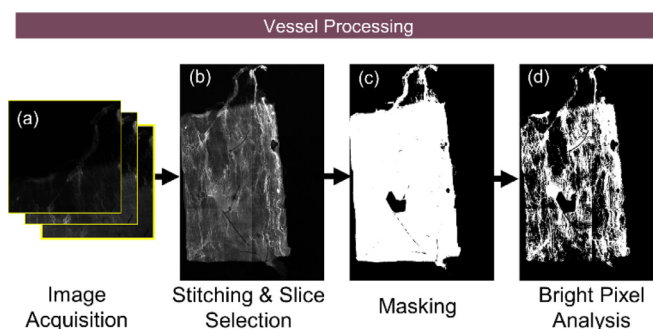 Vessel Processing
(a)
(b)
(c)
(d)
Image
Acquisition
Stitching & Slice
Selection
Masking
Bright Pixel
Analysis